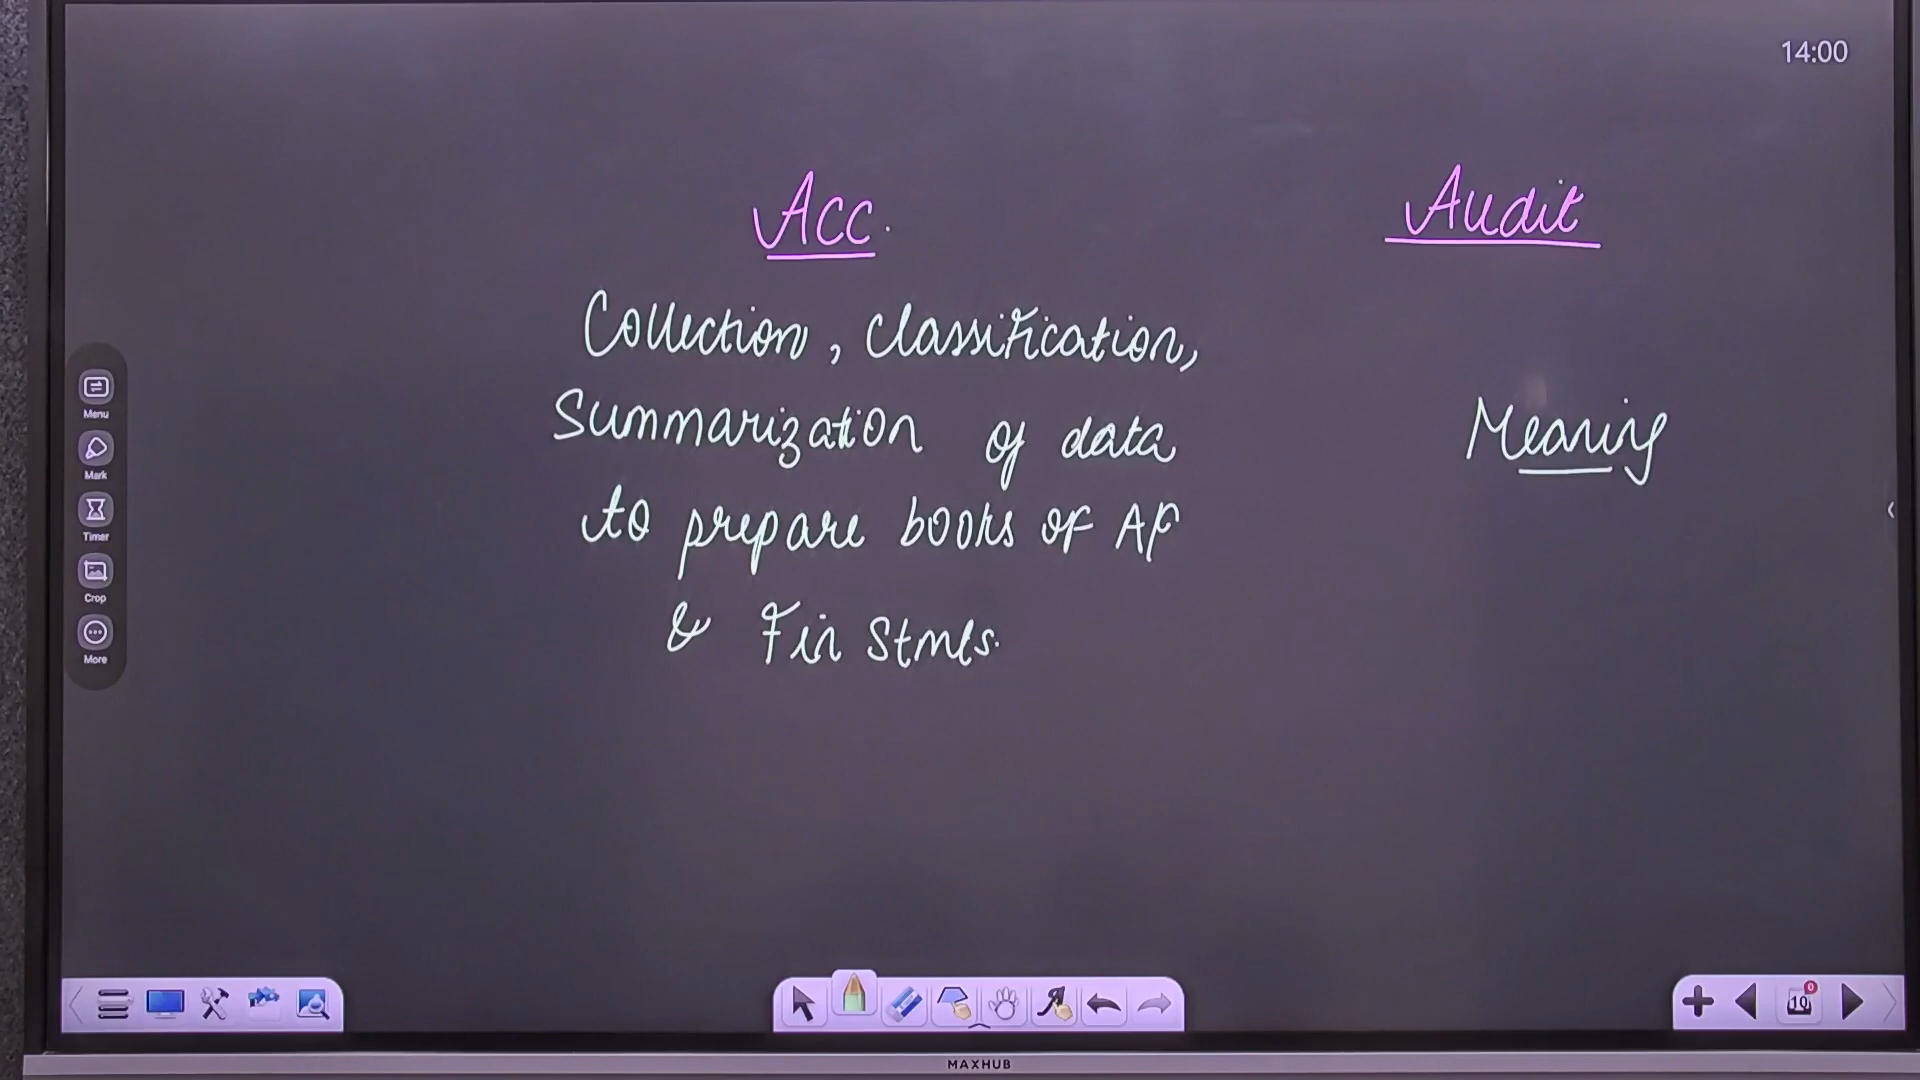 14:00
Acc. Audit
Collection, Classification,
Summarization of data
Meaning
to prepare books of
& Fin Stmts.
Menu
Mark
Timer
Crop
More
10
0
MAXHUB